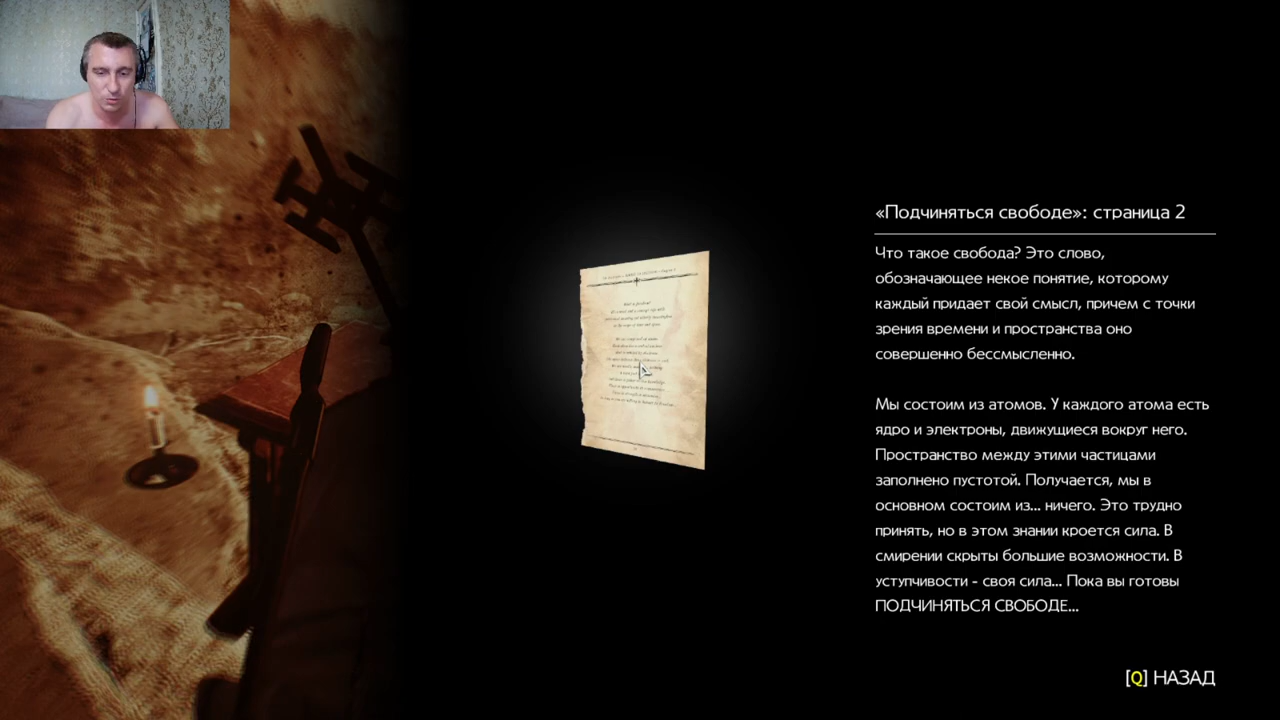 «Подчиняться свободе»: страница 2
Что такое свобода? Это слово,
обозначающее некое понятие, которому
каждый придает свой смысл, причем с точки
зрения времени и пространства оно
совершенно бессмысленно.
Мы состоим из атомов. У каждого атома есть
ядро и электроны, движущиеся вокруг него.
Пространство между этими частицами
заполнено пустотой. Получается, мы в
основном состоим из... ничего. Это трудно
принять, но в этом знании кроется сила. В
смирении скрыты большие возможности. В
уступчивости - своя сила... Пока вы готовы
ПОДЧИНЯТЬСЯ СВОБОДЕ...
[Q] НАЗАД